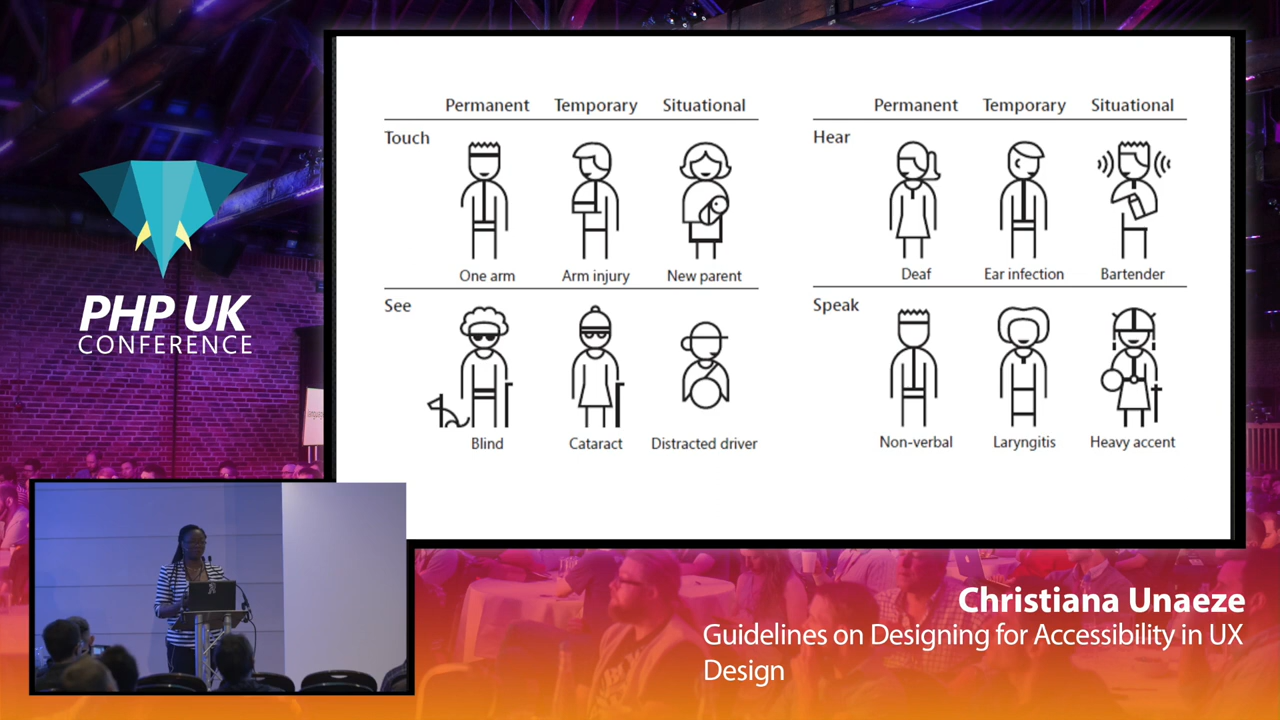 Permanent Temporary Situational
Touch
One arm Arm injury New parent
See
Blind Cataract Distracted driver
Permanent Temporary Situational
Hear
Deaf Ear infection Bartender
Speak
Non-verbal Laryngitis Heavy accent
PHP UK
CONFERENCE
Christiana Unaeze
Guidelines on Designing for Accessibility in UX
Design